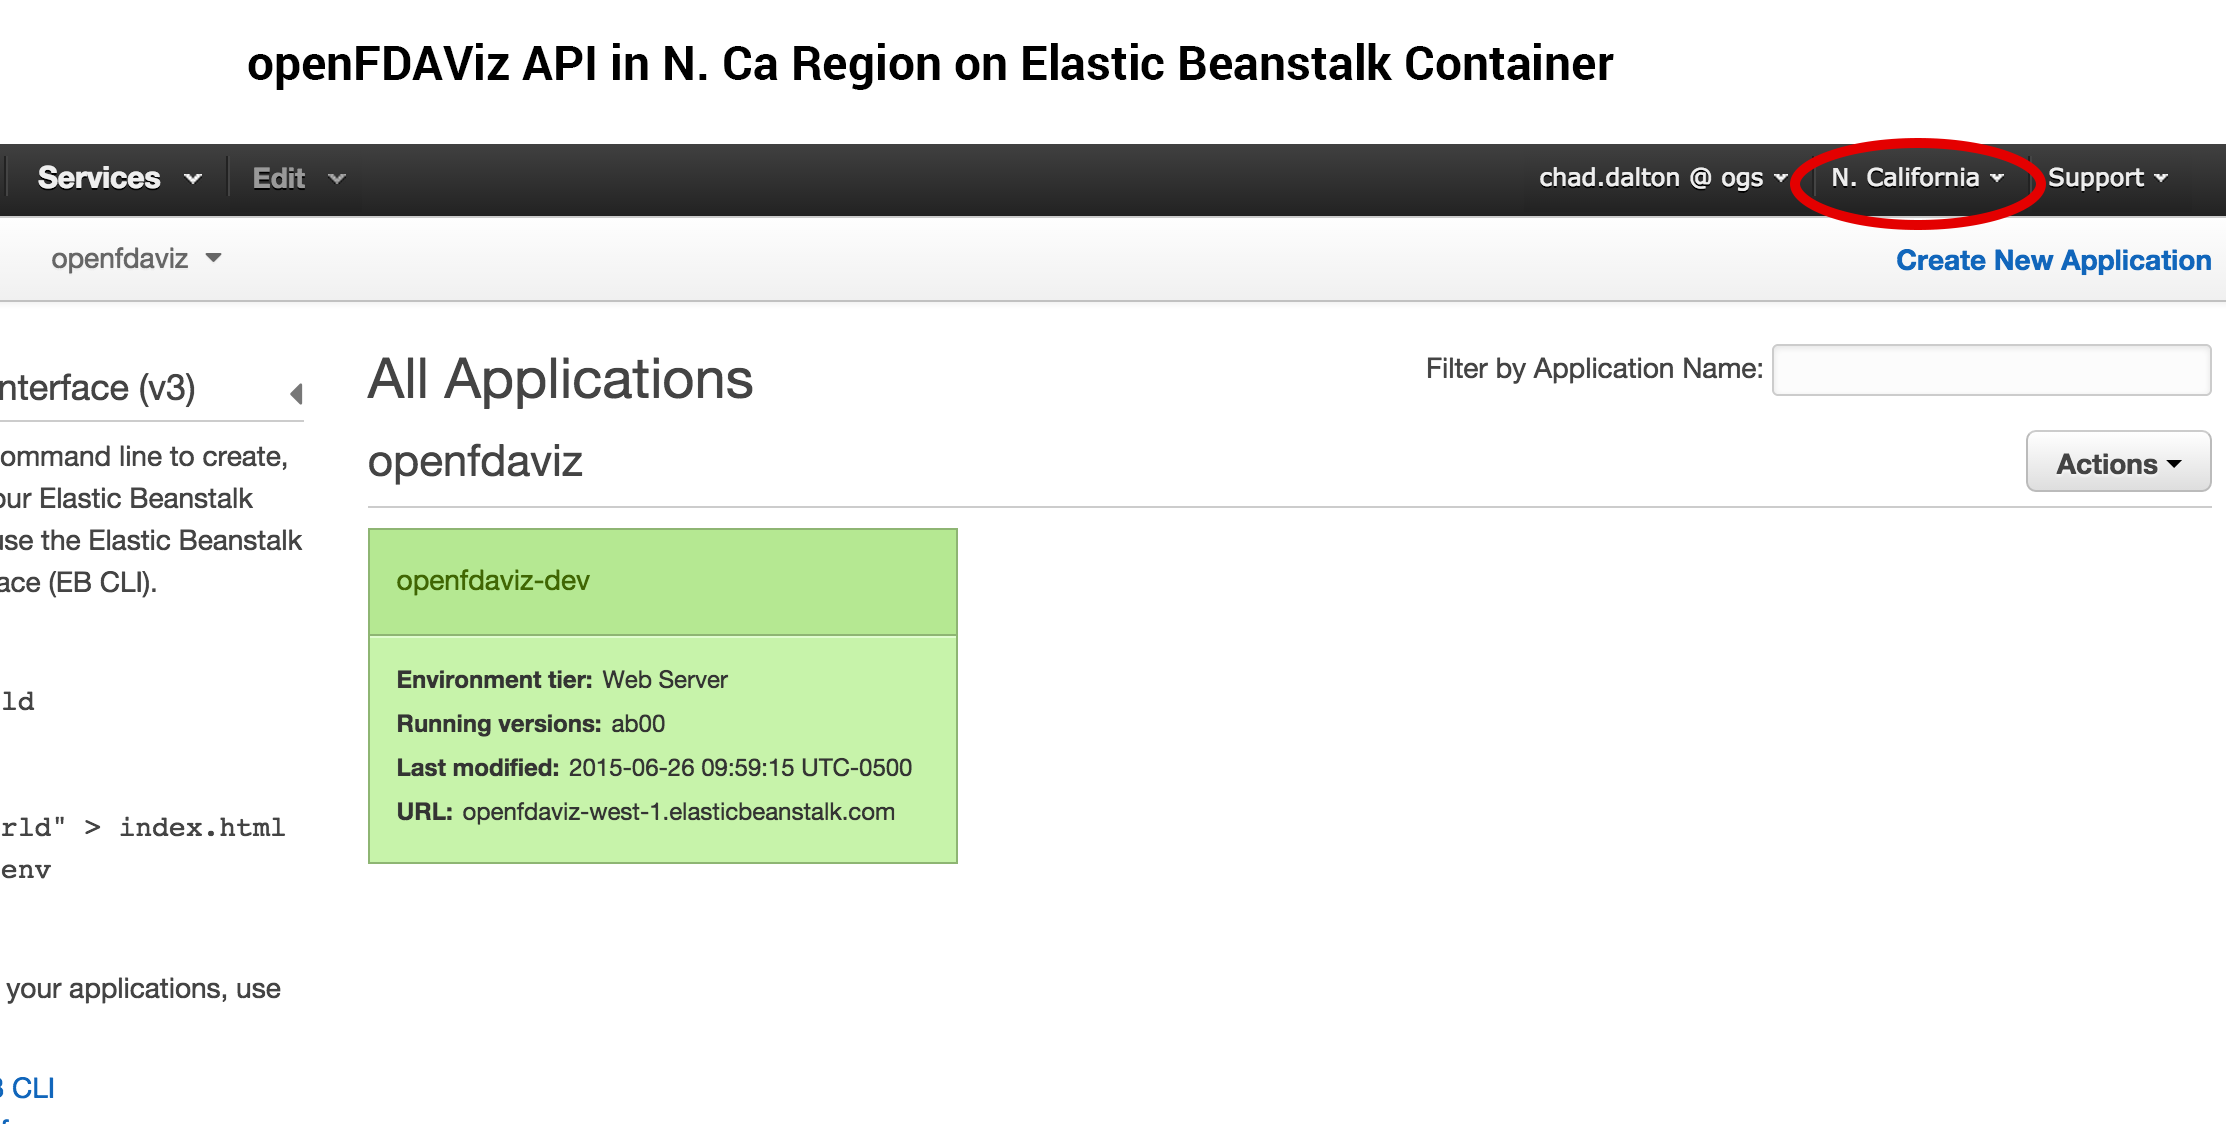 openFDAViz API in N. Ca Region on Elastic Beanstalk Container
Services Edit chad.dalton @ ogs N. California Support
openfdaviz Create New Application
nterface (v3)
ommand line to create,
our Elastic Beanstalk
use the Elastic Beanstalk
ace (EB CLI).
ld
rld" > index.html
env
your applications, use
CLI
All Applications
Filter by Application Name:
openfdaviz
Actions
openfdaviz-dev
Environment tier: Web Server
Running versions: ab00
Last modified: 2015-06-26 09:59:15 UTC-0500
URL: openfdaviz-west-1.elasticbeanstalk.com